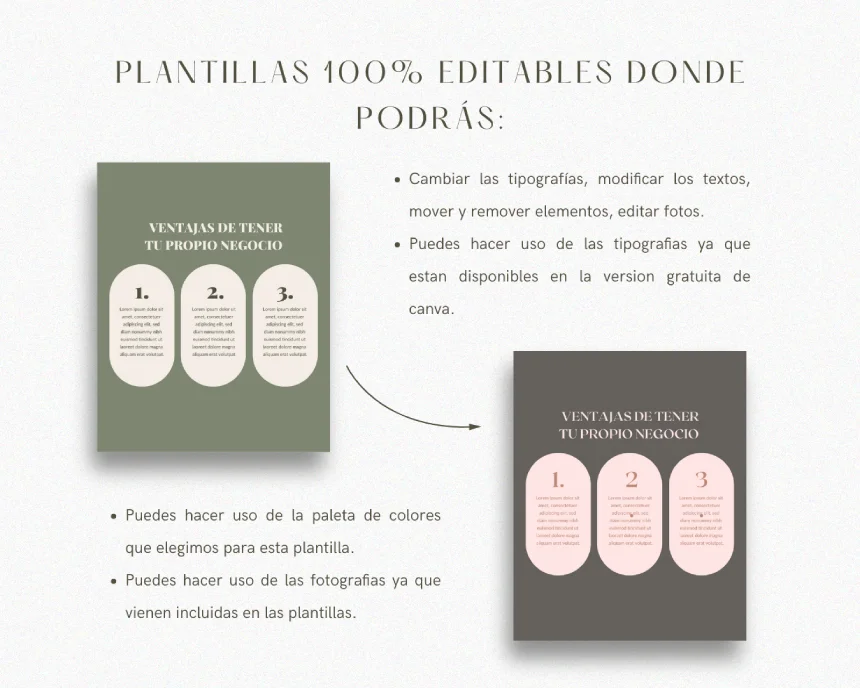 PLANTILLAS 100% EDITABLES DONDE
PODRÁS:
VENTAJAS DE TENER
TU PROPIO NEGOCIO
1.
Lorem ipsum dolor sit
amet, consectetuer
adipiscing elit, sed
diam nonummy nibh
euismod tincidunt ut
laoreet dolore magna
aliquam erat volutpat.
2.
Lorem ipsum dolor sit
amet, consectetuer
adipiscing elit, sed
diam nonummy nibh
euismod tincidunt ut
laoreet dolore magna
aliquam erat volutpat.
3.
Lorem ipsum dolor sit
amet, consectetuer
adipiscing elit, sed
diam nonummy nibh
euismod tincidunt ut
laoreet dolore magna
aliquam erat volutpat.
• Cambiar las tipografías, modificar los textos,
mover y remover elementos, editar fotos.
• Puedes hacer uso de las tipografias ya que
estan disponibles en la version gratuita de
canva.
VENTAJAS DE TENER
TU PROPIO NEGOCIO
1.
Lorem ipsum dolor sit
amet, consectetuer
adipiscing elit, sed
diam nonummy nibh
euismod tincidunt ut
laoreet dolore magna
aliquam erat volutpat.
2
Lorem ipsum dolor sit
amet, consectetuer
adipiscing elit, sed
diam nonummy nibh
euismod tincidunt ut
laoreet dolore magna
aliquam erat volutpat.
3
Lorem ipsum dolor sit
amet, consectetuer
adipiscing elit, sed
diam nonummy nibh
euismod tincidunt ut
laoreet dolore magna
aliquam erat volutpat.
• Puedes hacer uso de la paleta de colores
que elegimos para esta plantilla.
• Puedes hacer uso de las fotografias ya que
vienen incluidas en las plantillas.